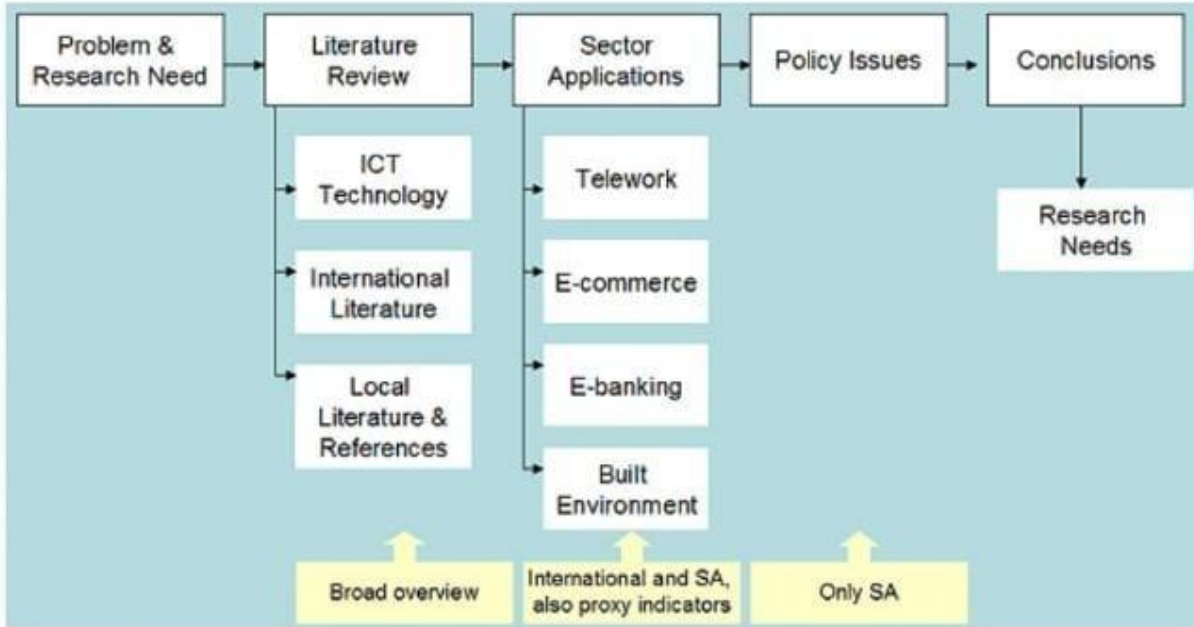 Problem &
Research Need
Literature
Review
Sector
Applications
Policy Issues
Conclusions
ICT
Technology
International
Literature
Local
Literature &
References
Telework
E-commerce
E-banking
Built
Environment
Research
Needs
Broad overview
International and SA,
also proxy indicators
Only SA